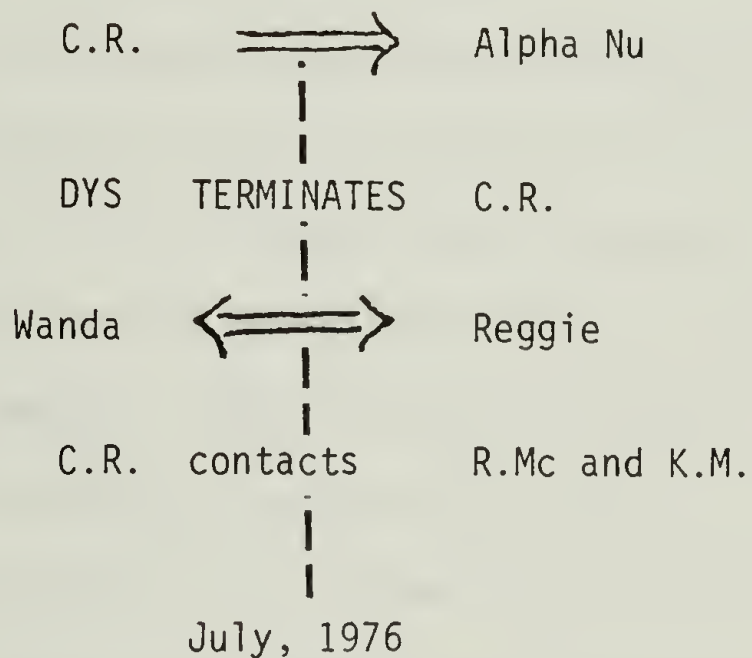 C.R. Alpha Nu
DYS TERMINATES C.R.
Wanda Reggie
C.R. contacts R.Mc and K.M.
July, 1976